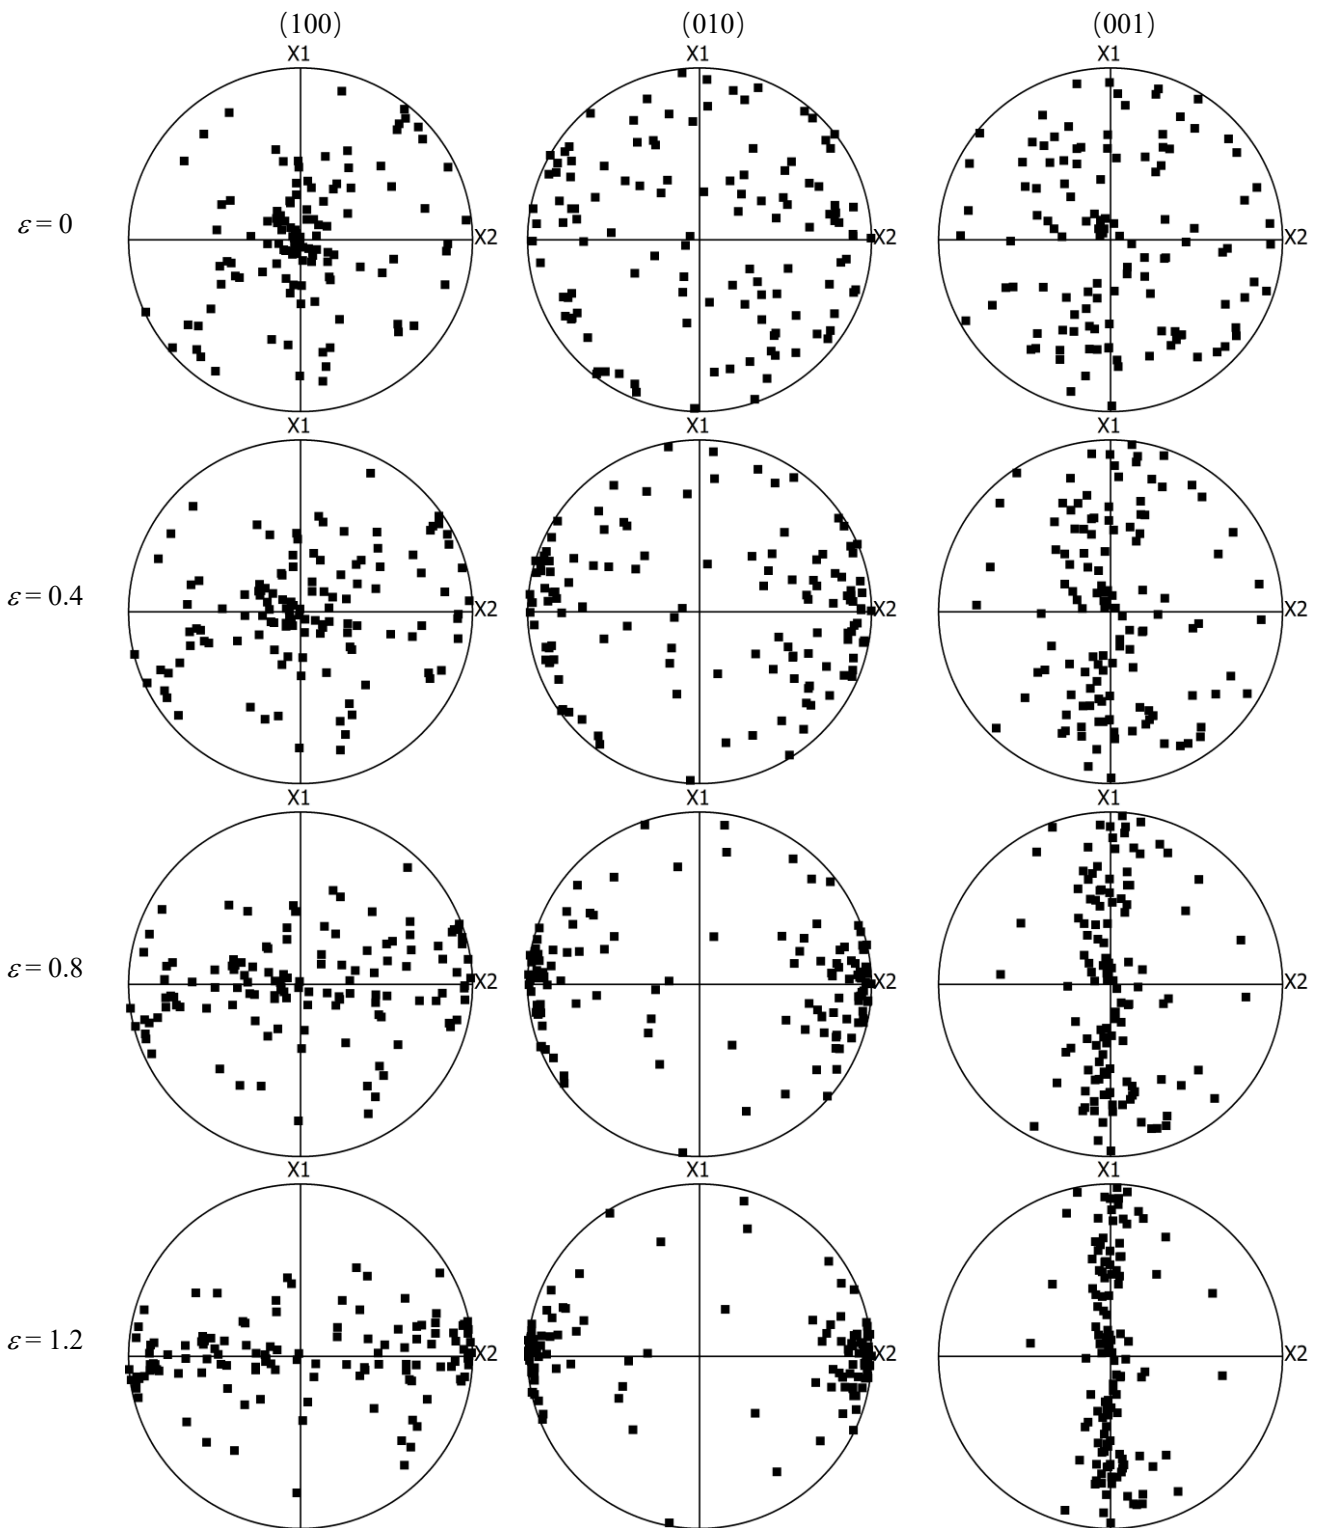 (100) (010) (001)
X1 X1 X1
ε = 0 X2 X2 X2
X1 X1 X1
ε = 0.4 X2 X2 X2
X1 X1 X1
ε = 0.8 X2 X2 X2
X1 X1 X1
ε = 1.2 X2 X2 X2